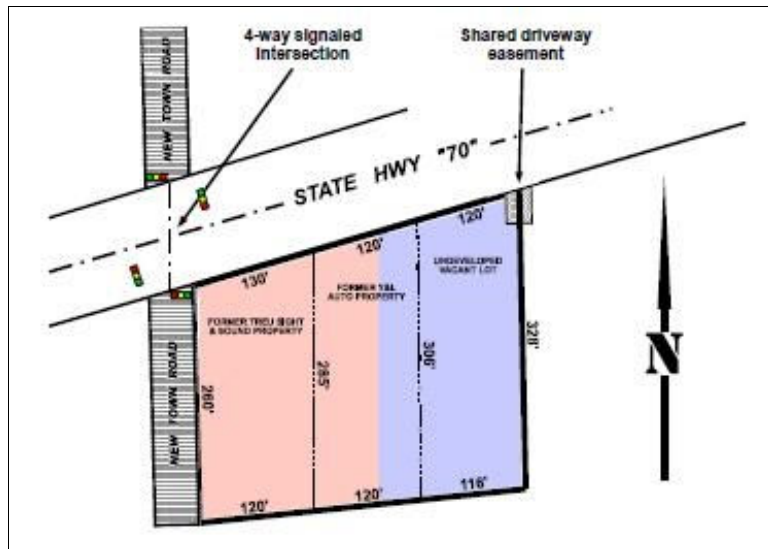 4-way signaled
intersection
Shared driveway
easement
NEW TOWN ROAD
STATE HWY "70"
120'
120'
130'
UNDEVELOPED
VACANT LOT
FORMER
AUTO PROPERTY
FORMER TREU SIGHT
& SOUND PROPERTY
260'
285'
306'
328'
N
NEW TOWN ROAD
120'
120'
116'